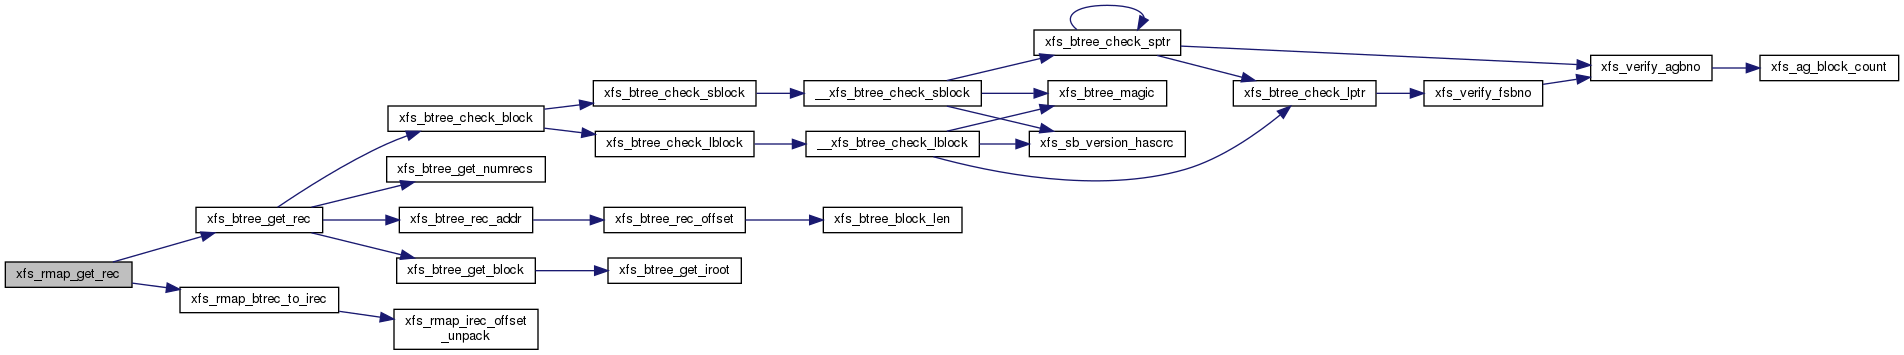 xfs_btree_check_sptr
xfs_verify_agbno
xfs_ag_block_count
xfs_btree_check_sblock
__xfs_btree_check_sblock
xfs_btree_magic
xfs_btree_check_lptr
xfs_verify_fsbno
xfs_btree_check_block
xfs_btree_check_lblock
__xfs_btree_check_lblock
xfs_sb_version_hascrc
xfs_btree_get_numrecs
xfs_btree_get_rec
xfs_btree_rec_addr
xfs_btree_rec_offset
xfs_btree_block_len
xfs_rmap_get_rec
xfs_btree_get_block
xfs_btree_get_iroot
xfs_rmap_btrec_to_irec
xfs_rmap_irec_offset
_unpack